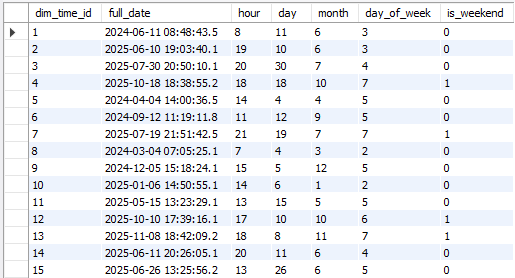 dim_time_id full_date hour day month day_of_week is_weekend
1 2024-06-11 08:48:43.5 8 11 6 3 0
2 2025-06-10 19:03:40.1 19 10 6 3 0
3 2025-07-30 20:50:10.1 20 30 7 4 0
4 2025-10-18 18:38:55.2 18 18 10 7 1
5 2024-04-04 14:00:36.5 14 4 4 5 0
6 2024-09-12 11:19:11.8 11 12 9 5 0
7 2025-07-19 21:51:42.5 21 19 7 7 1
8 2024-03-04 07:05:25.1 7 4 3 2 0
9 2024-12-05 15:18:24.1 15 5 12 5 0
10 2025-01-06 14:50:55.1 14 6 1 2 0
11 2025-05-15 13:23:29.1 13 15 5 5 0
12 2025-10-10 17:39:16.1 17 10 10 6 1
13 2025-11-08 18:42:09.2 18 8 11 7 1
14 2025-06-11 20:26:05.1 20 11 6 4 0
15 2025-06-26 13:25:56.2 13 26 6 5 0